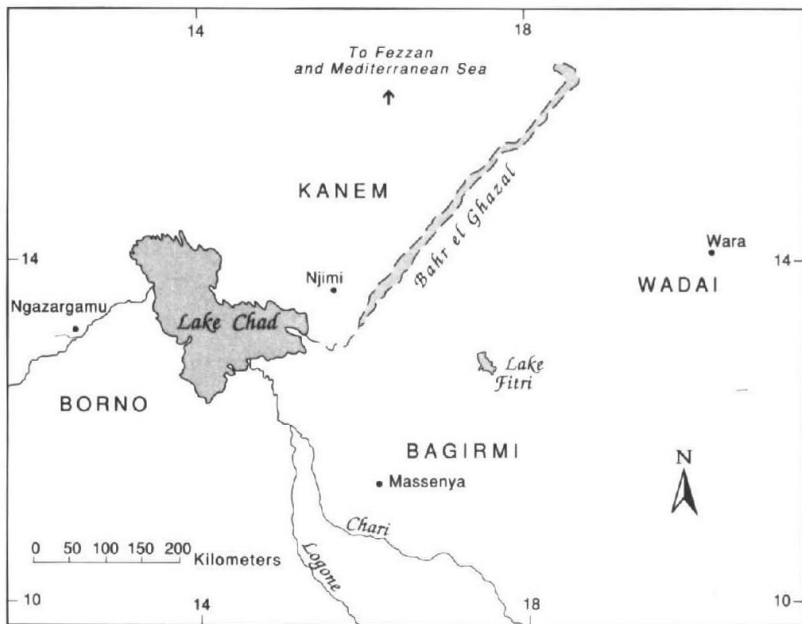 14
18
To Fezzan
and Mediterranean Sea
KANEM
Bahr el Ghazal
14
Wara
14
Njimi
WADAI
Ngazargamu
Lake Chad
Lake
Fitri
BORNO
BAGIRMI
N
Massenya
Chari
0 50 100 150 200 Kilometers
Logone
10
14
18
10